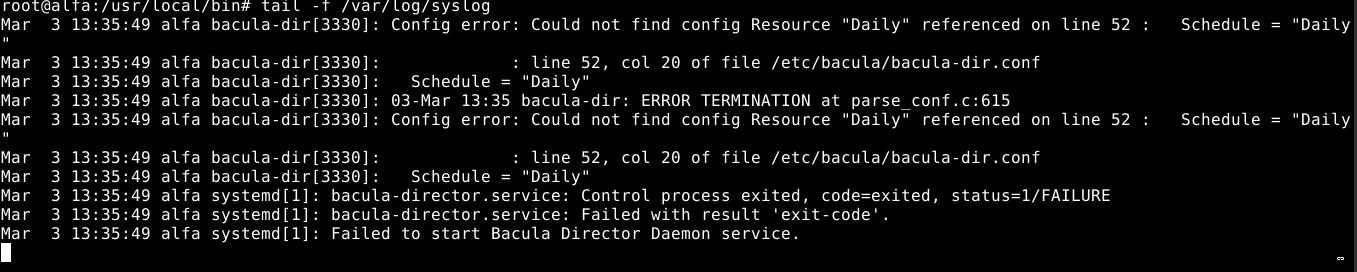 root@alfa:/usr/local/bin# tail -f /var/log/syslog
Mar  3 13:35:49 alfa bacula-dir[3330]: Config error: Could not find config Resource "Daily" referenced on line 52 :   Schedule = "Daily
"
Mar  3 13:35:49 alfa bacula-dir[3330]:             : line 52, col 20 of file /etc/bacula/bacula-dir.conf
Mar  3 13:35:49 alfa bacula-dir[3330]:   Schedule = "Daily"
Mar  3 13:35:49 alfa bacula-dir[3330]: 03-Mar 13:35 bacula-dir: ERROR TERMINATION at parse_conf.c:615
Mar  3 13:35:49 alfa bacula-dir[3330]: Config error: Could not find config Resource "Daily" referenced on line 52 :   Schedule = "Daily
"
Mar  3 13:35:49 alfa bacula-dir[3330]:             : line 52, col 20 of file /etc/bacula/bacula-dir.conf
Mar  3 13:35:49 alfa bacula-dir[3330]:   Schedule = "Daily"
Mar  3 13:35:49 alfa systemd[1]: bacula-director.service: Control process exited, code=exited, status=1/FAILURE
Mar  3 13:35:49 alfa systemd[1]: bacula-director.service: Failed with result 'exit-code'.
Mar  3 13:35:49 alfa systemd[1]: Failed to start Bacula Director Daemon service.